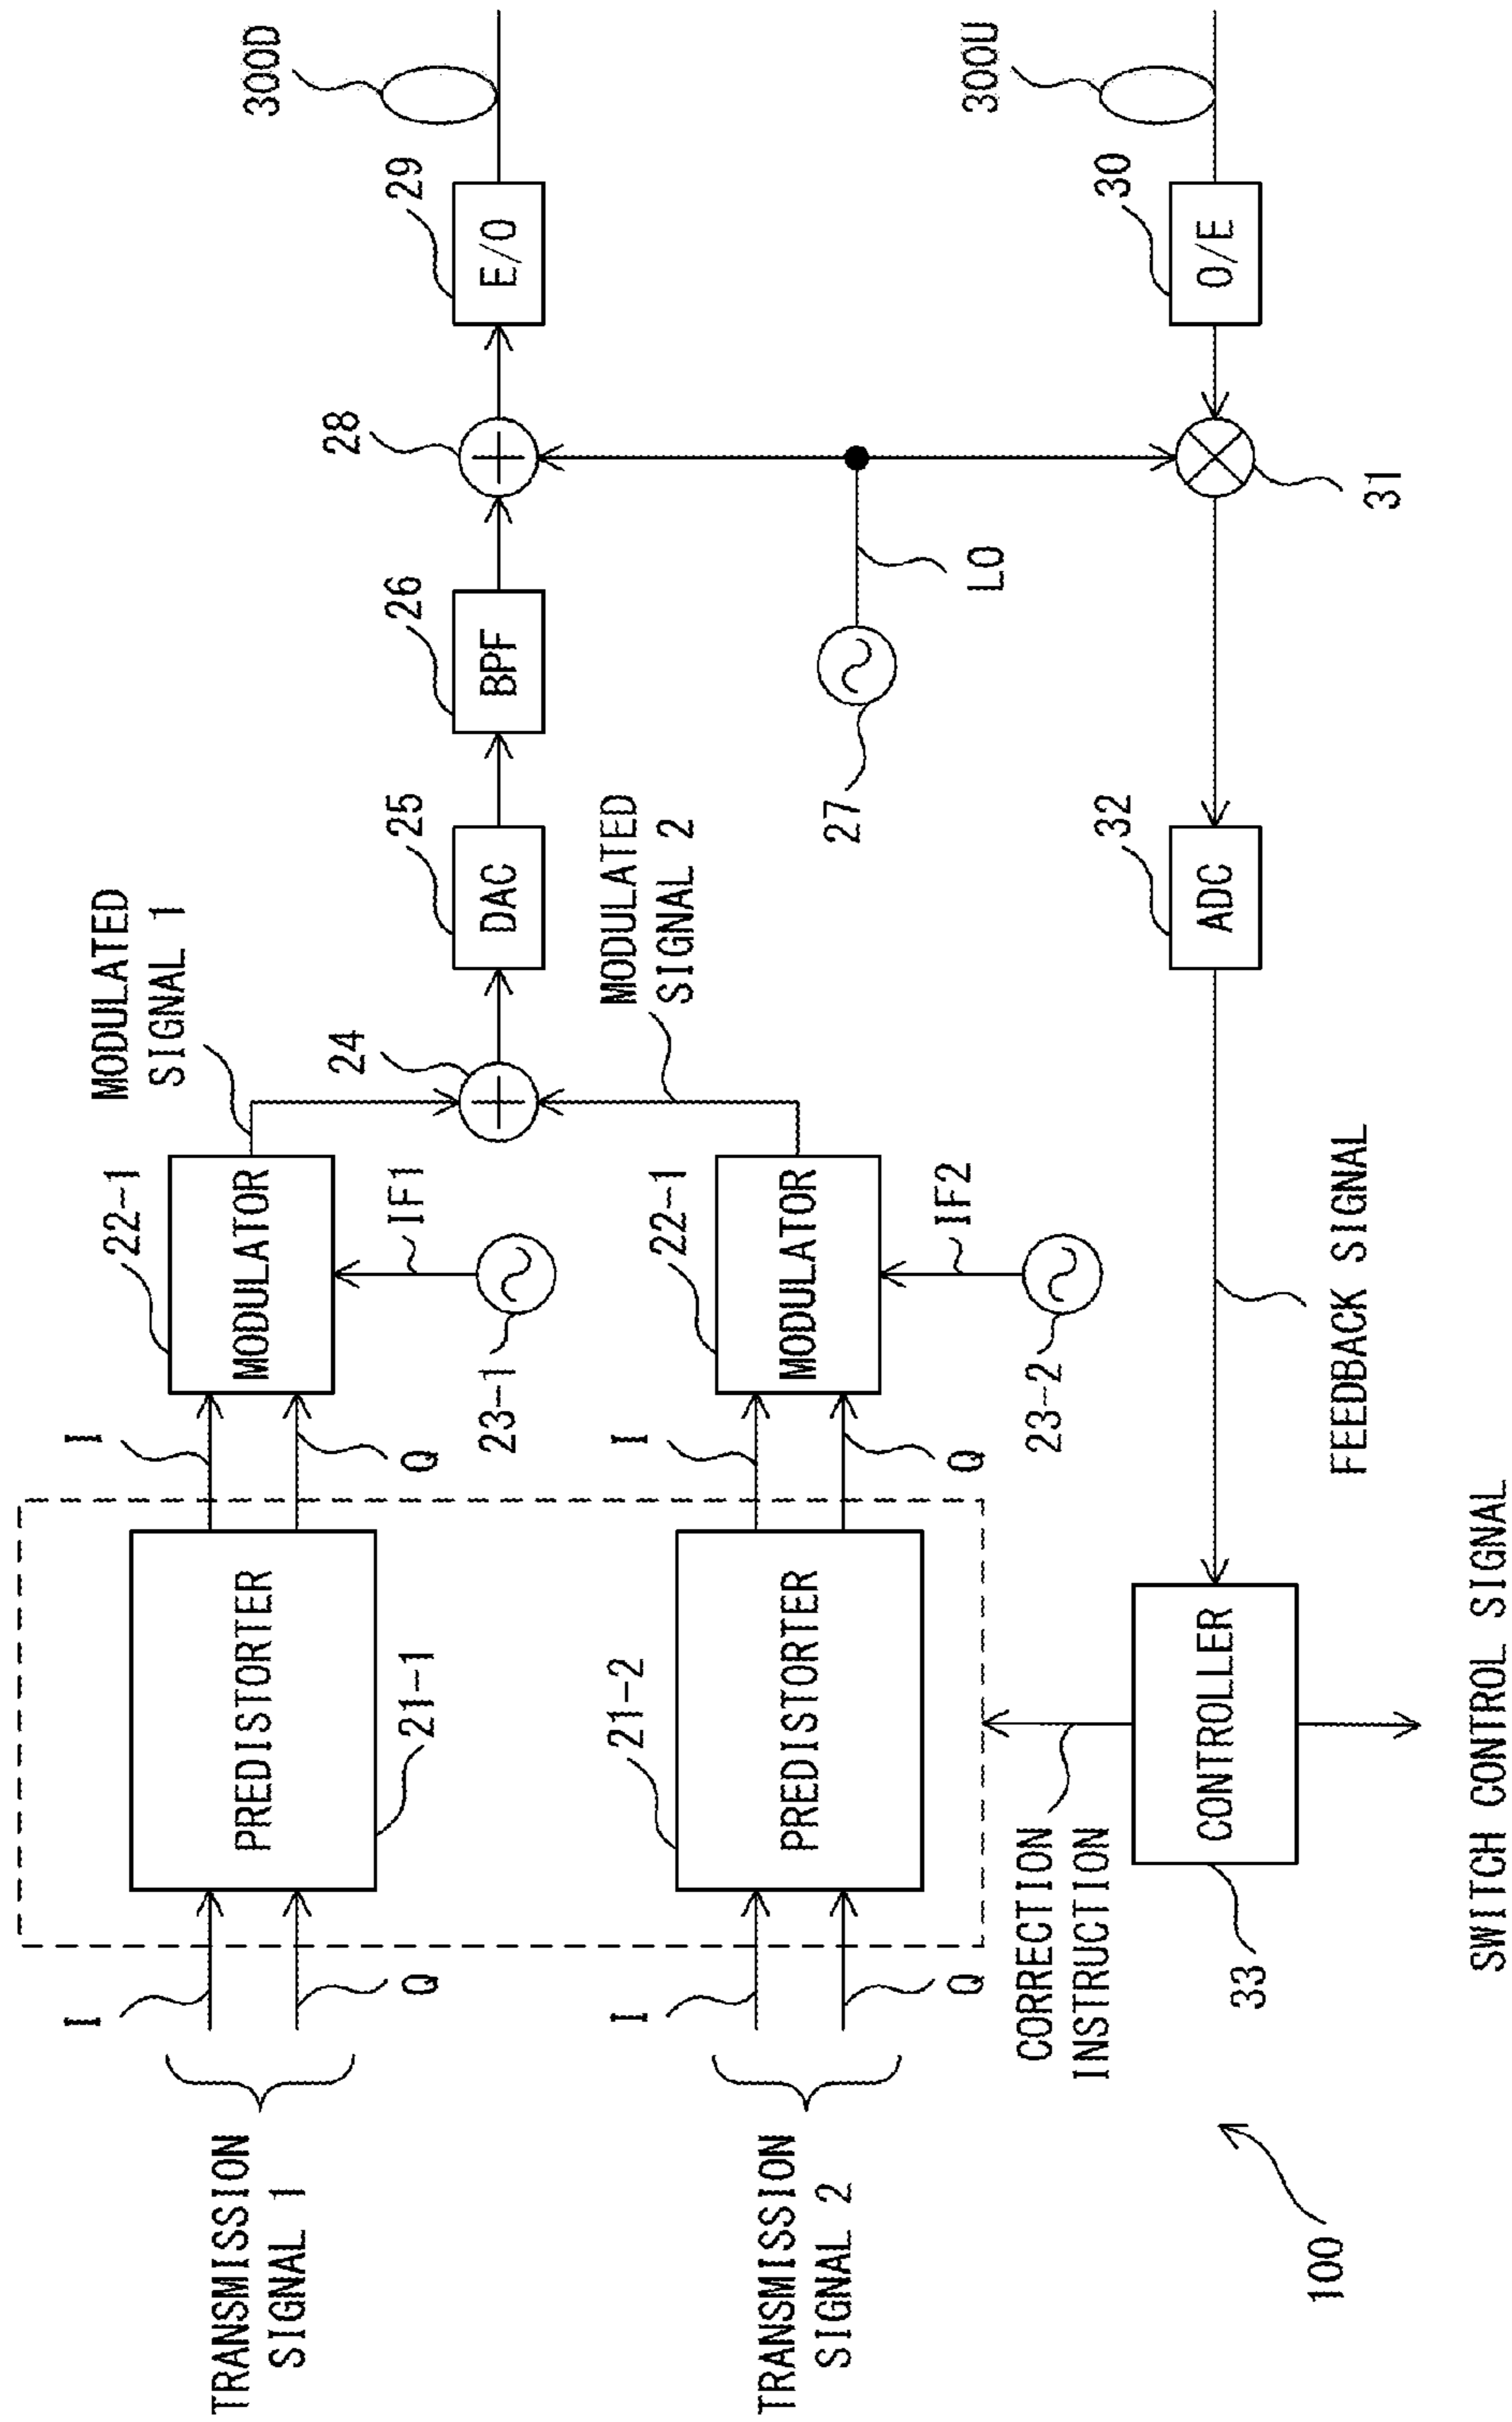 TRANSMISSION
SIGNAL 1
I
Q
PREDISTORTER
21-1
I
Q
MODULATOR
22-1
IF1
23-1
MODULATED
SIGNAL 1
24
DAC
25
BPF
26
28
E/O
29
300D
TRANSMISSION
SIGNAL 2
I
Q
PREDISTORTER
21-2
I
Q
MODULATOR
22-1
IF2
23-2
MODULATED
SIGNAL 2
27
LO
100
CORRECTION
INSTRUCTION
CONTROLLER
33
SWITCH CONTROL SIGNAL
FEEDBACK SIGNAL
ADC
32
31
O/E
30
300U